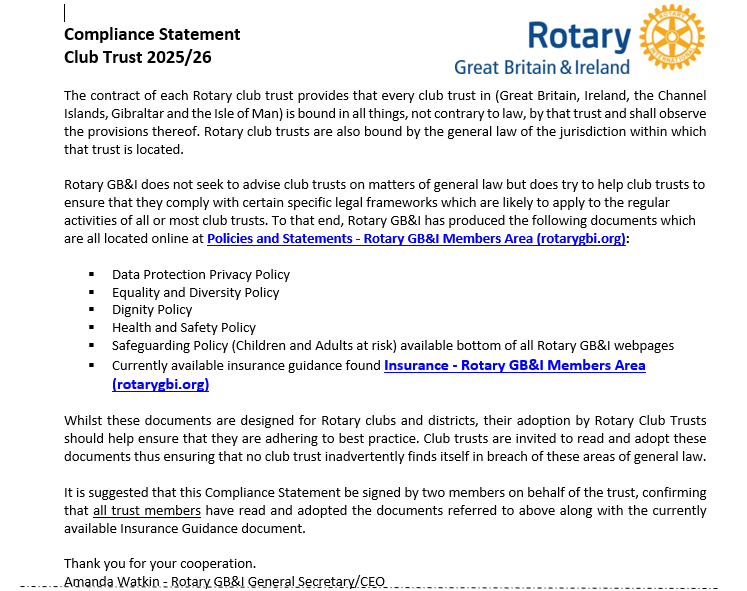 Compliance Statement
Club Trust 2025/26
Rotary
Great Britain & Ireland
ROTARY
INTERNATIONAL
The contract of each Rotary club trust provides that every club trust in (Great Britain, Ireland, the Channel
Islands, Gibraltar and the Isle of Man) is bound in all things, not contrary to law, by that trust and shall observe
the provisions thereof. Rotary club trusts are also bound by the general law of the jurisdiction within which
that trust is located.
Rotary GB&I does not seek to advise club trusts on matters of general law but does try to help club trusts to
ensure that they comply with certain specific legal frameworks which are likely to apply to the regular
activities of all or most club trusts. To that end, Rotary GB&I has produced the following documents which
are all located online at Policies and Statements - Rotary GB&I Members Area (rotarygbi.org):
▪ Data Protection Privacy Policy
▪ Equality and Diversity Policy
▪ Dignity Policy
▪ Health and Safety Policy
▪ Safeguarding Policy (Children and Adults at risk) available bottom of all Rotary GB&I webpages
▪ Currently available insurance guidance found Insurance - Rotary GB&I Members Area
(rotarygbi.org)
Whilst these documents are designed for Rotary clubs and districts, their adoption by Rotary Club Trusts
should help ensure that they are adhering to best practice. Club trusts are invited to read and adopt these
documents thus ensuring that no club trust inadvertently finds itself in breach of these areas of general law.
It is suggested that this Compliance Statement be signed by two members on behalf of the trust, confirming
that all trust members have read and adopted the documents referred to above along with the currently
available Insurance Guidance document.
Thank you for your cooperation.
Amanda Watkin - Rotary GB&I General Secretary/CEO